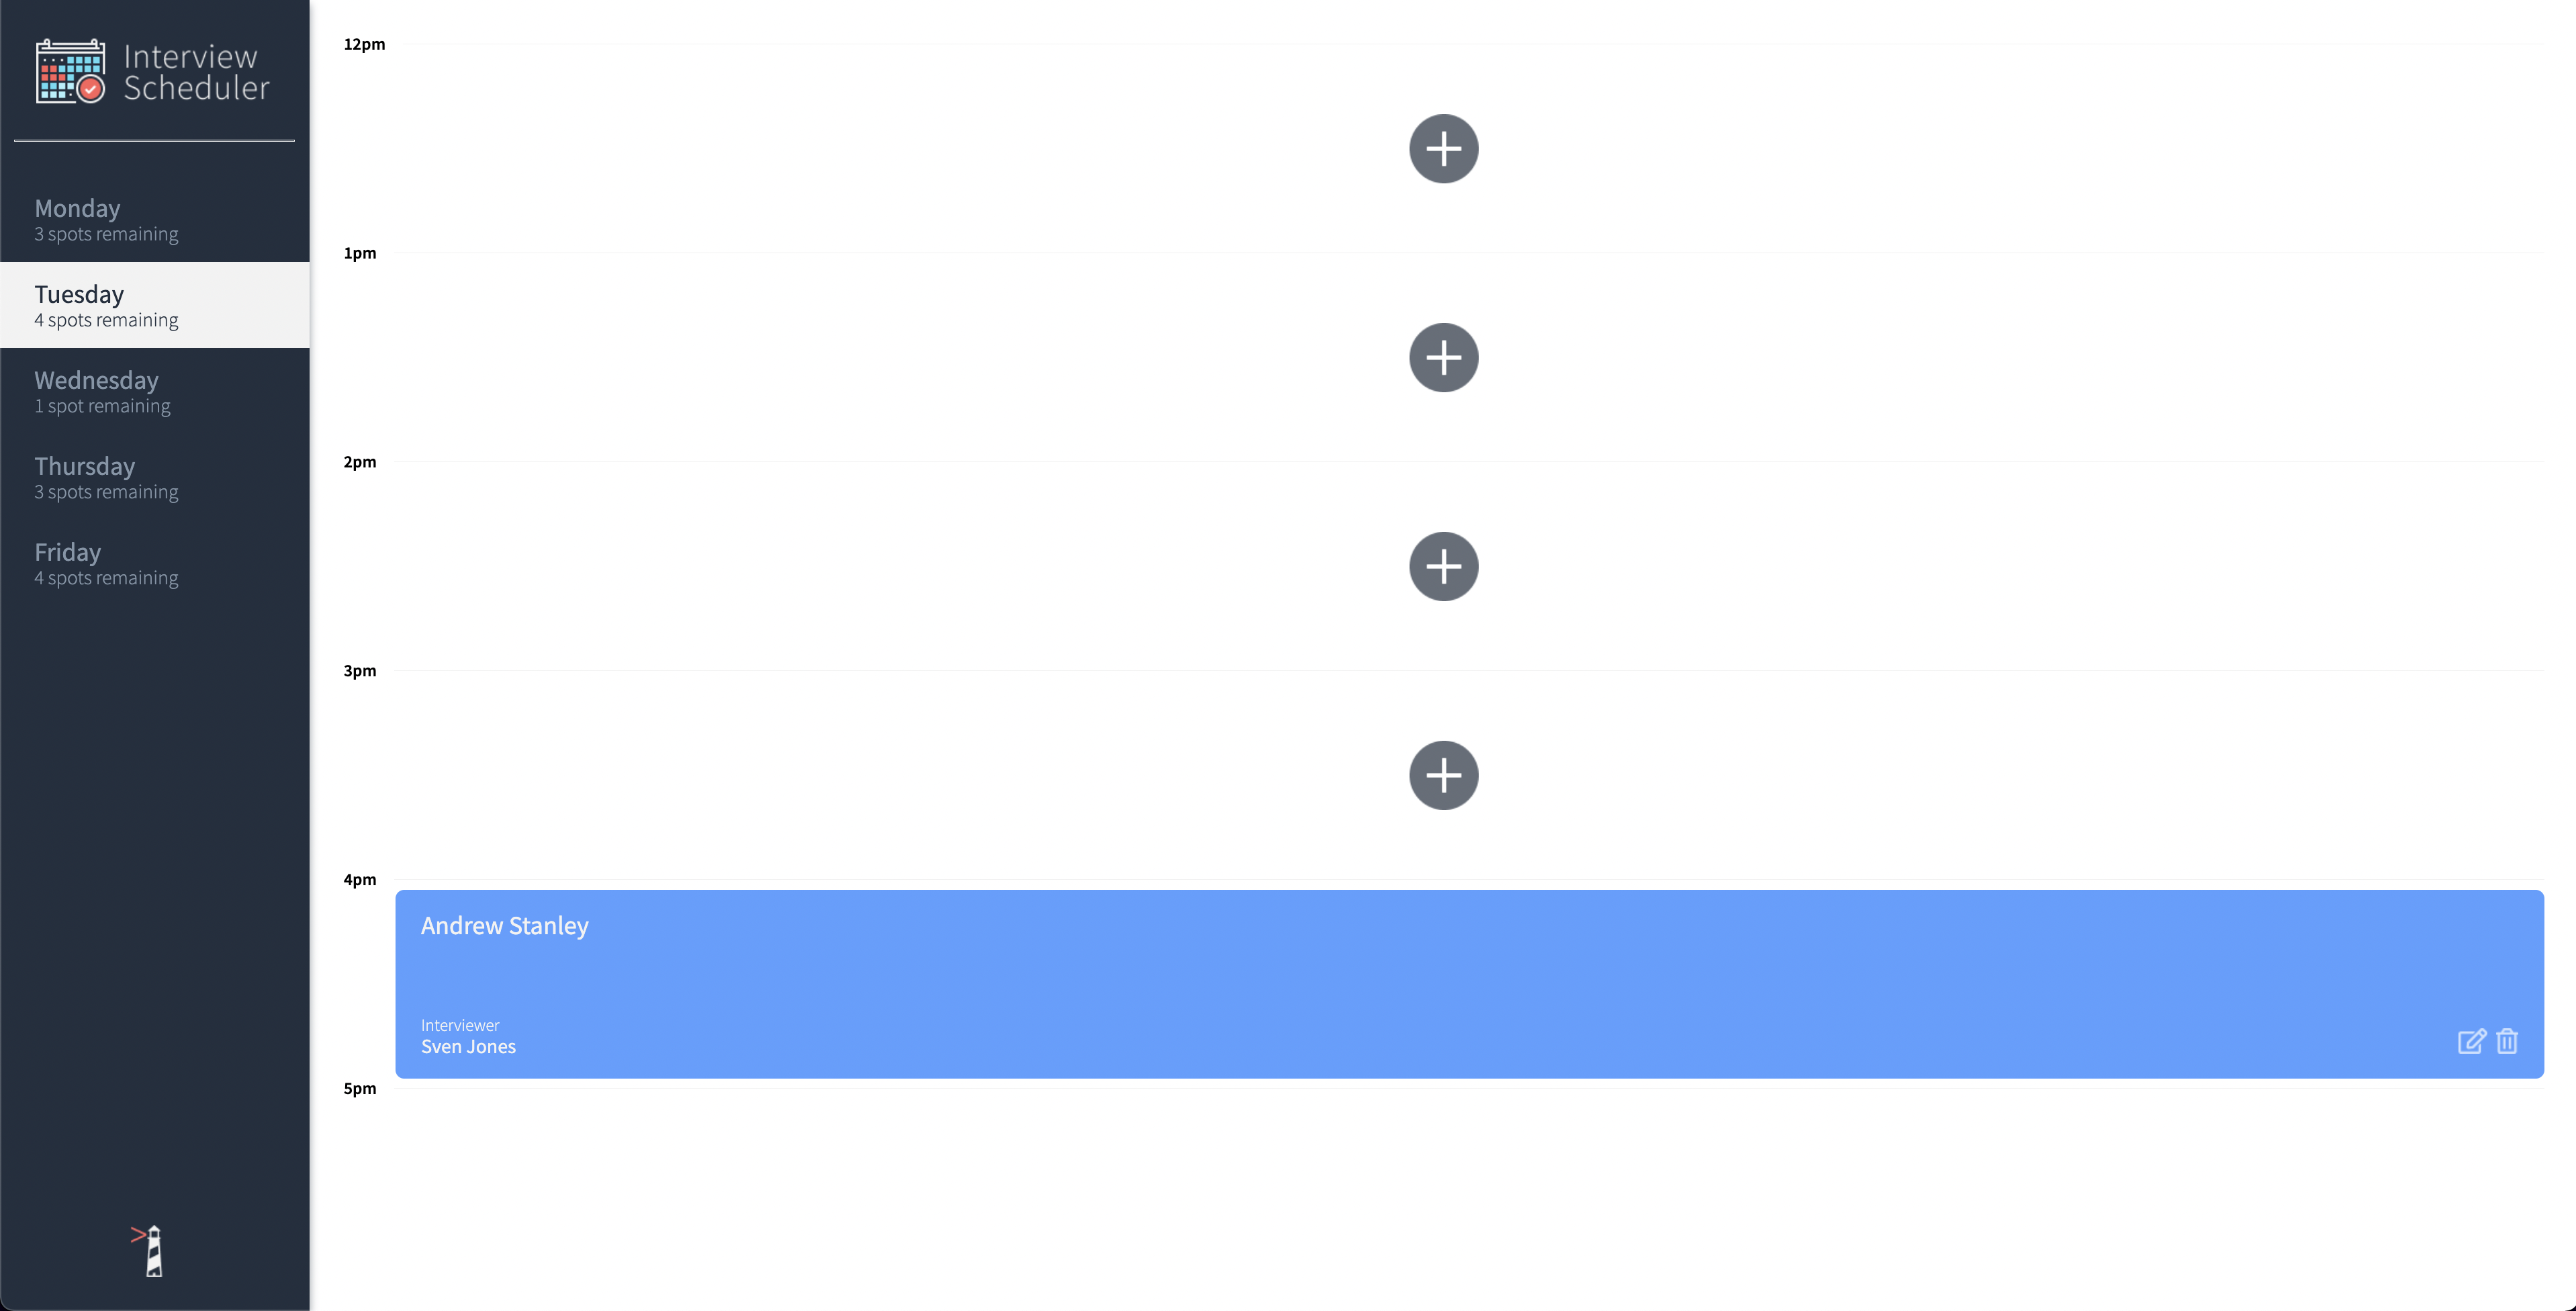 Interview
Scheduler
Monday
3 spots remaining
Tuesday
4 spots remaining
Wednesday
1 spot remaining
Thursday
3 spots remaining
Friday
4 spots remaining
12pm
1pm
2pm
3pm
4pm
Andrew Stanley
Interviewer
Sven Jones
5pm